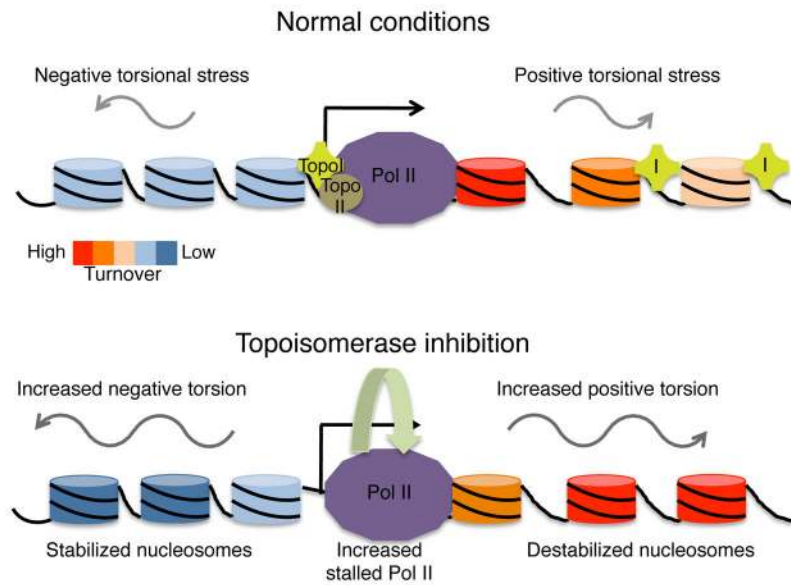 Normal conditions
Negative torsional stress
Positive torsional stress
TopoI
Topo
II
Pol II
I
I
High
Low
Turnover
Topoisomerase inhibition
Increased negative torsion
Increased positive torsion
Pol II
Stabilized nucleosomes
Increased
stalled Pol II
Destabilized nucleosomes